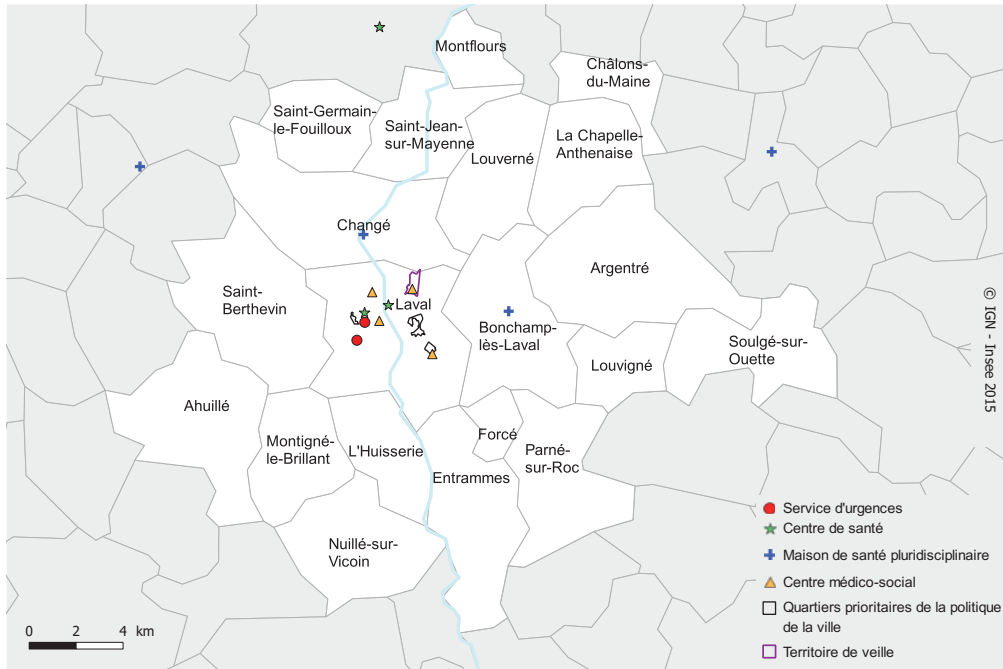 Montflours
Châlons-
du-Maine
Saint-Germain-
le-Fouilloux
Saint-Jean-
sur-Mayenne
Louverné
La Chapelle-
Anthenaise
Changé
Argentré
Saint-
Berthevin
Laval
Bonchamp-
lès-Laval
Louvigné
Soulgé-sur-
Ouette
Ahuillé
Montigné-
le-Brillant
L'Huisserie
Forcé
Parné-
sur-Roc
Entrammes
Nuillé-sur-
Vicoin
© IGN - Insee 2015
Service d'urgences
Centre de santé
Maison de santé pluridisciplinaire
Centre médico-social
Quartiers prioritaires de la politique
de la ville
Territoire de veille
0 2 4 km